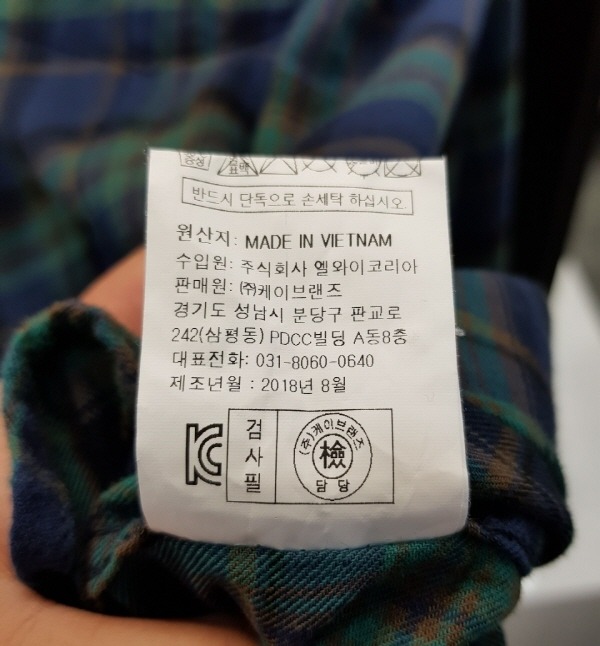 표백
반드시 단독으로 손세탁 하십시오
원산지: MADE IN VIETNAM
수입원: 주식회사 엘와이코리아
판매원: ㈜케이브랜즈
경기도 성남시 분당구 판교로
242(삼평동) PDCC빌딩 A동8층
대표전화: 031-8060-0640
제조년월 : 2018년 8월
KC
검사필
(주)케이브랜즈
檢
담당